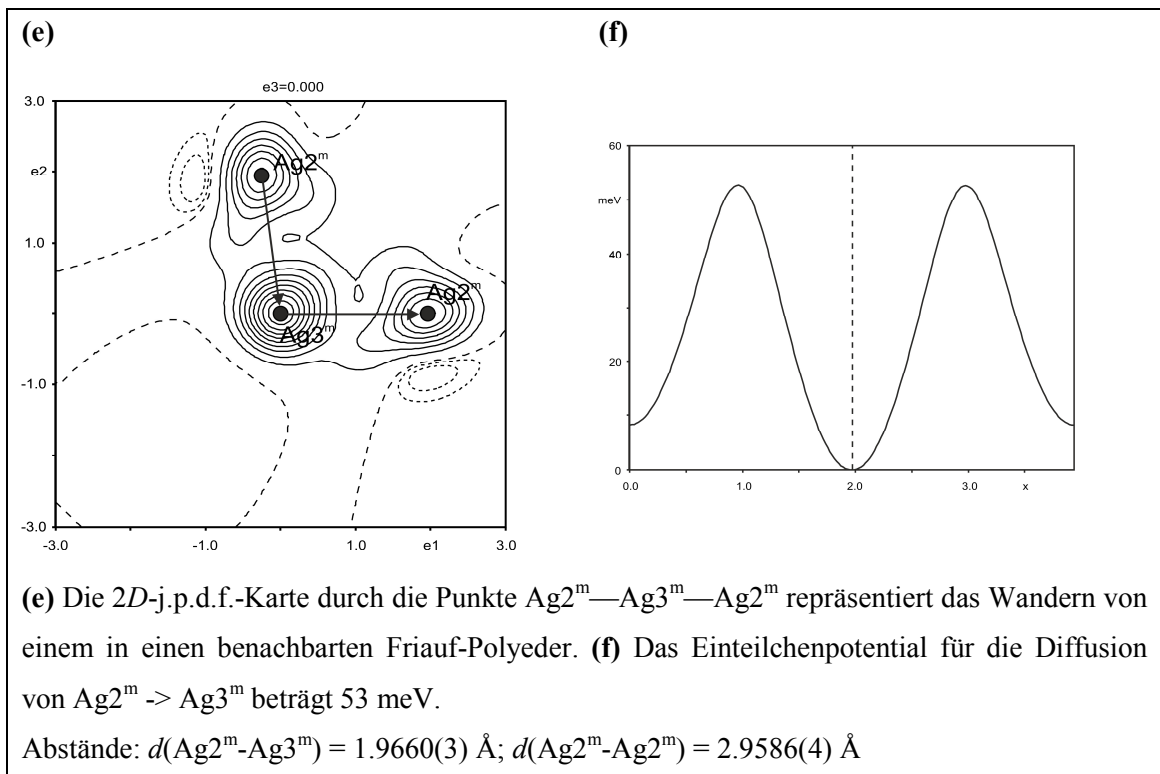 (e)
(f)
e3=0.000
3.0
e2
1.0
-1.0
-3.0
-3.0
-1.0
1.0
e1
3.0
Ag2ᵐ
Ag2ᵐ
Ag3ᵐ
60
meV
40
20
0
0.0
1.0
2.0
3.0
x
(e) Die 2D-j.p.d.f.-Karte durch die Punkte Ag2ᵐ—Ag3ᵐ—Ag2ᵐ repräsentiert das Wandern von
einem in einen benachbarten Friauf-Polyeder. (f) Das Einteilchenpotential für die Diffusion
von Ag2ᵐ -> Ag3ᵐ beträgt 53 meV.
Abstände: d(Ag2ᵐ-Ag3ᵐ) = 1.9660(3) Å; d(Ag2ᵐ-Ag2ᵐ) = 2.9586(4) Å